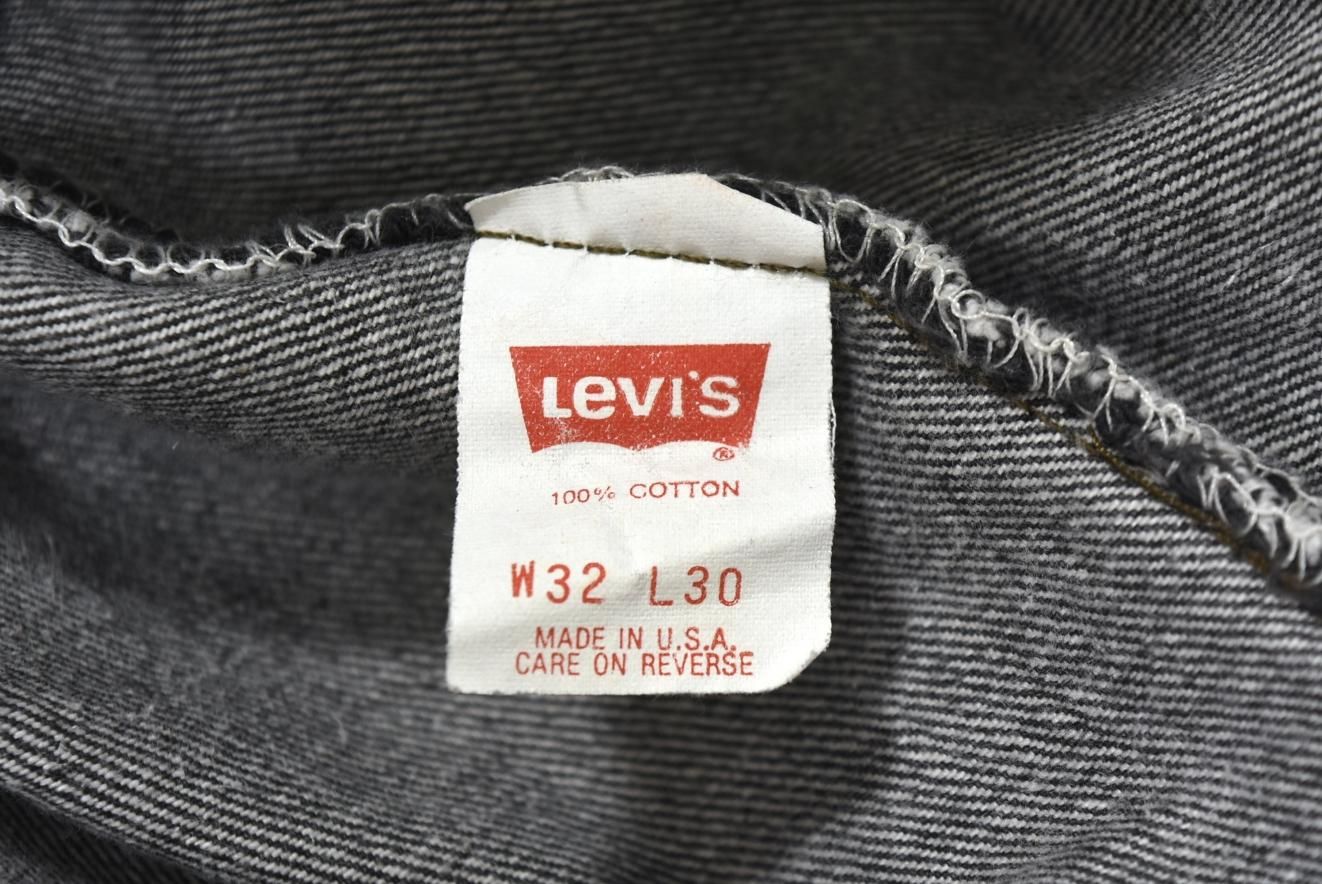 Levi's
®
100% COTTON
W32 L30
MADE IN U.S.A.
CARE ON REVERSE